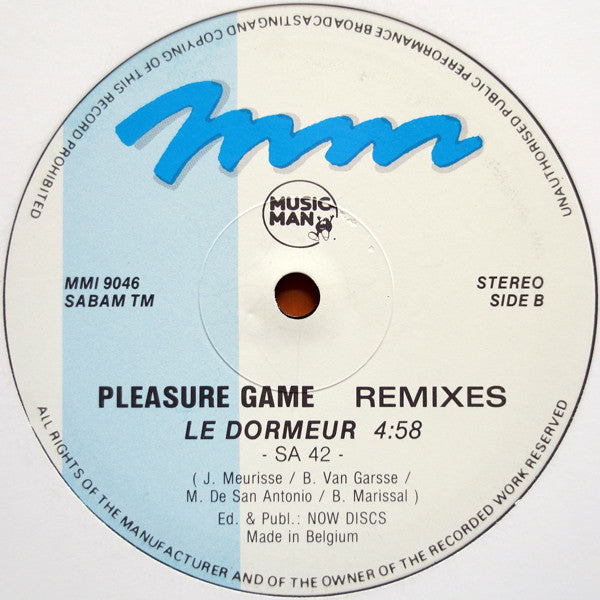 UNAUTHORISED PUBLIC PERFORMANCE BROADCASTING AND COPYING OF THIS RECORD PROHIBITED
mm
MUSIC
MAN
MMI 9046
SABAM TM
STEREO
SIDE B
PLEASURE GAME REMIXES
LE DORMEUR 4:58
- SA 42 -
( J. Meurisse / B. Van Garsse /
M. De San Antonio / B. Marissal )
Ed. & Publ.: NOW DISCS
Made in Belgium
ALL RIGHTS OF THE MANUFACTURER AND OF THE OWNER OF THE RECORDED WORK RESERVED